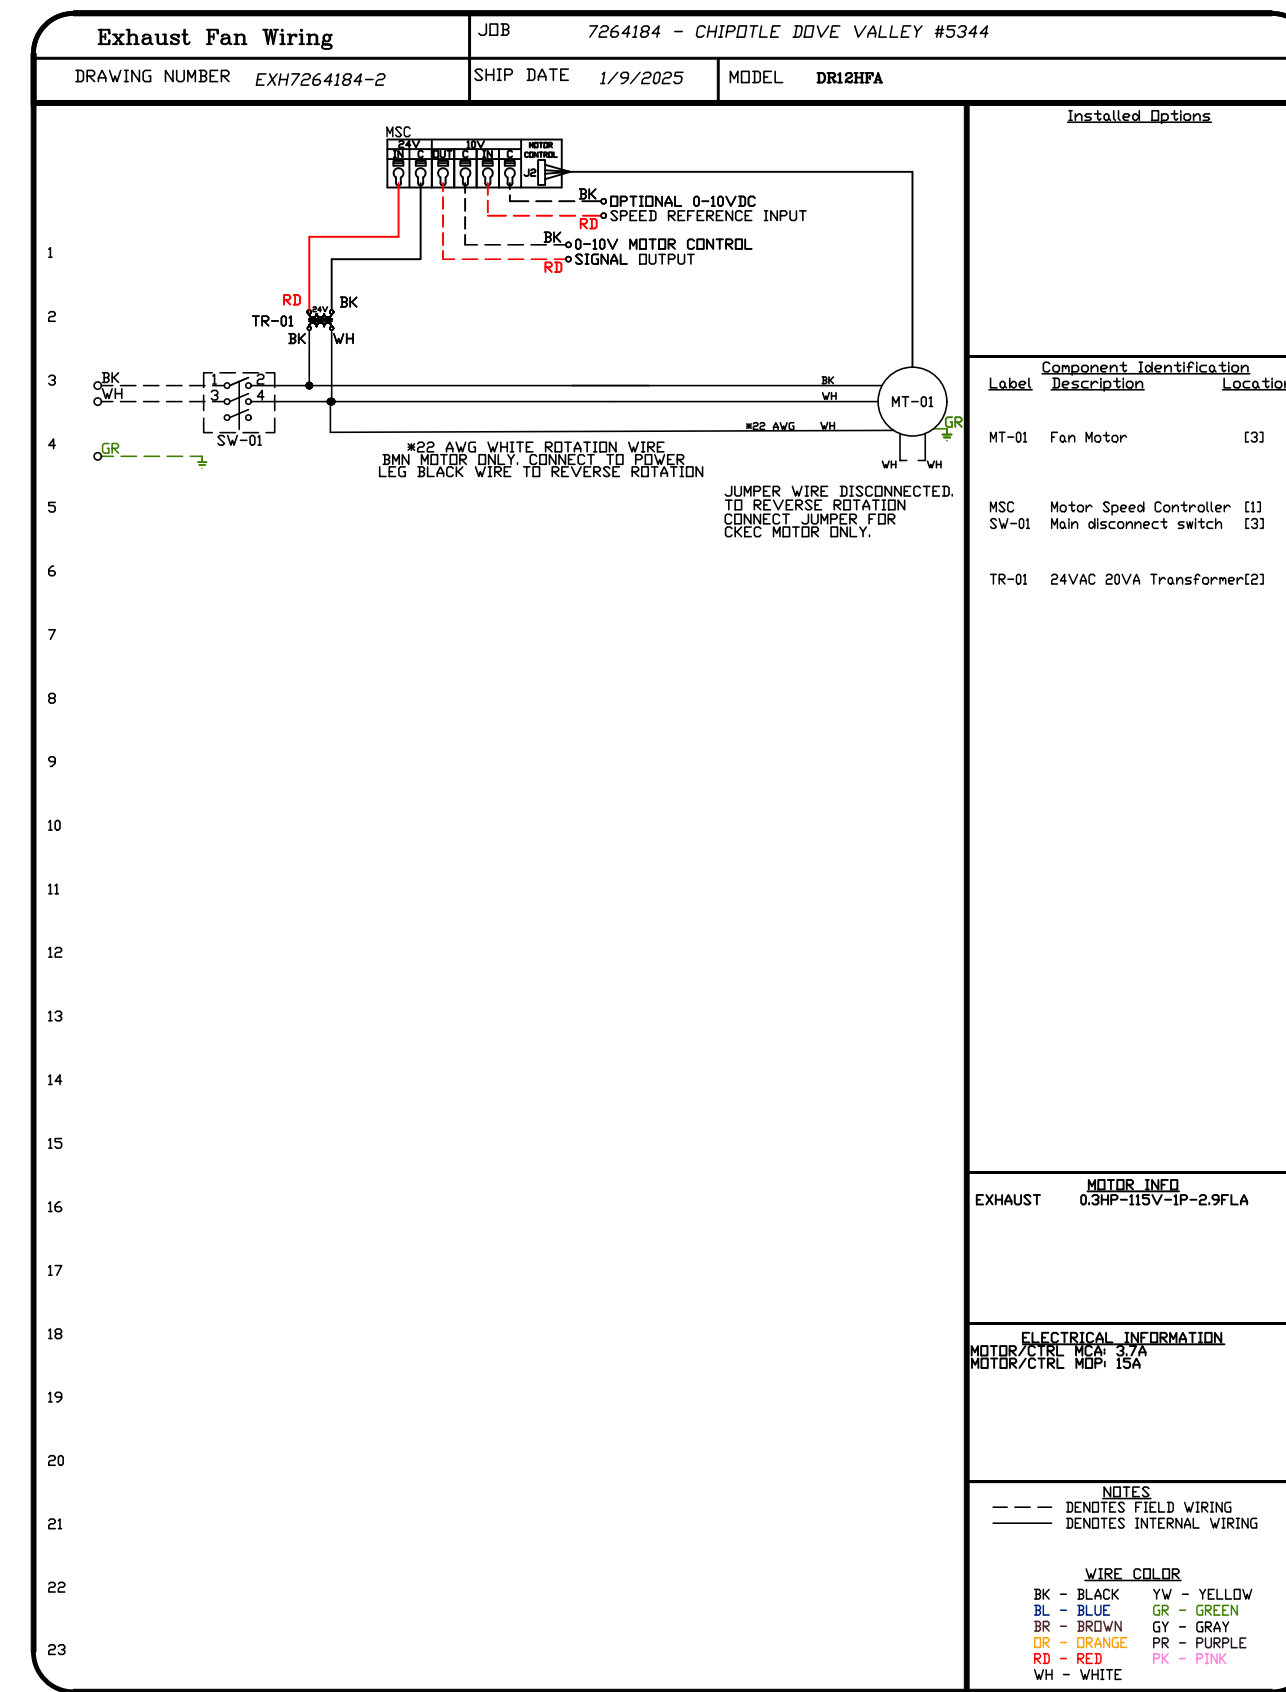 Exhaust Fan Wiring
JOB 7264184 - CHIPOTLE DOVE VALLEY #5344
DRAWING NUMBER EXH7264184-2
SHIP DATE 1/9/2025
MODEL DR12HFA
MSC
24V 10V MOTOR
IN C OUT C IN C CONTROL
J2
BK OPTIONAL 0-10VDC
RD SPEED REFERENCE INPUT
BK 0-10V MOTOR CONTROL
RD SIGNAL OUTPUT
RD 24V BK
TR-01
BK WH
BK 1 2 BK
WH 3 4 WH
MT-01
SW-01
*22 AWG WH GR
GR
WH WH
*22 AWG WHITE ROTATION WIRE
BMN MOTOR ONLY. CONNECT TO POWER
LEG BLACK WIRE TO REVERSE ROTATION
JUMPER WIRE DISCONNECTED.
TO REVERSE ROTATION
CONNECT JUMPER FOR
CKEC MOTOR ONLY.
1
2
3
4
5
6
7
8
9
10
11
12
13
14
15
16
17
18
19
20
21
22
23
Installed Options
Component Identification
Label Description Location
MT-01 Fan Motor [3]
MSC Motor Speed Controller [1]
SW-01 Main disconnect switch [3]
TR-01 24VAC 20VA Transformer[2]
MOTOR INFO
EXHAUST 0.3HP-115V-1P-2.9FLA
ELECTRICAL INFORMATION
MOTOR/CTRL MCA: 3.7A
MOTOR/CTRL MOP: 15A
NOTES
DENOTES FIELD WIRING
DENOTES INTERNAL WIRING
WIRE COLOR
BK - BLACK YW - YELLOW
BL - BLUE GR - GREEN
BR - BROWN GY - GRAY
OR - ORANGE PR - PURPLE
RD - RED PK - PINK
WH - WHITE